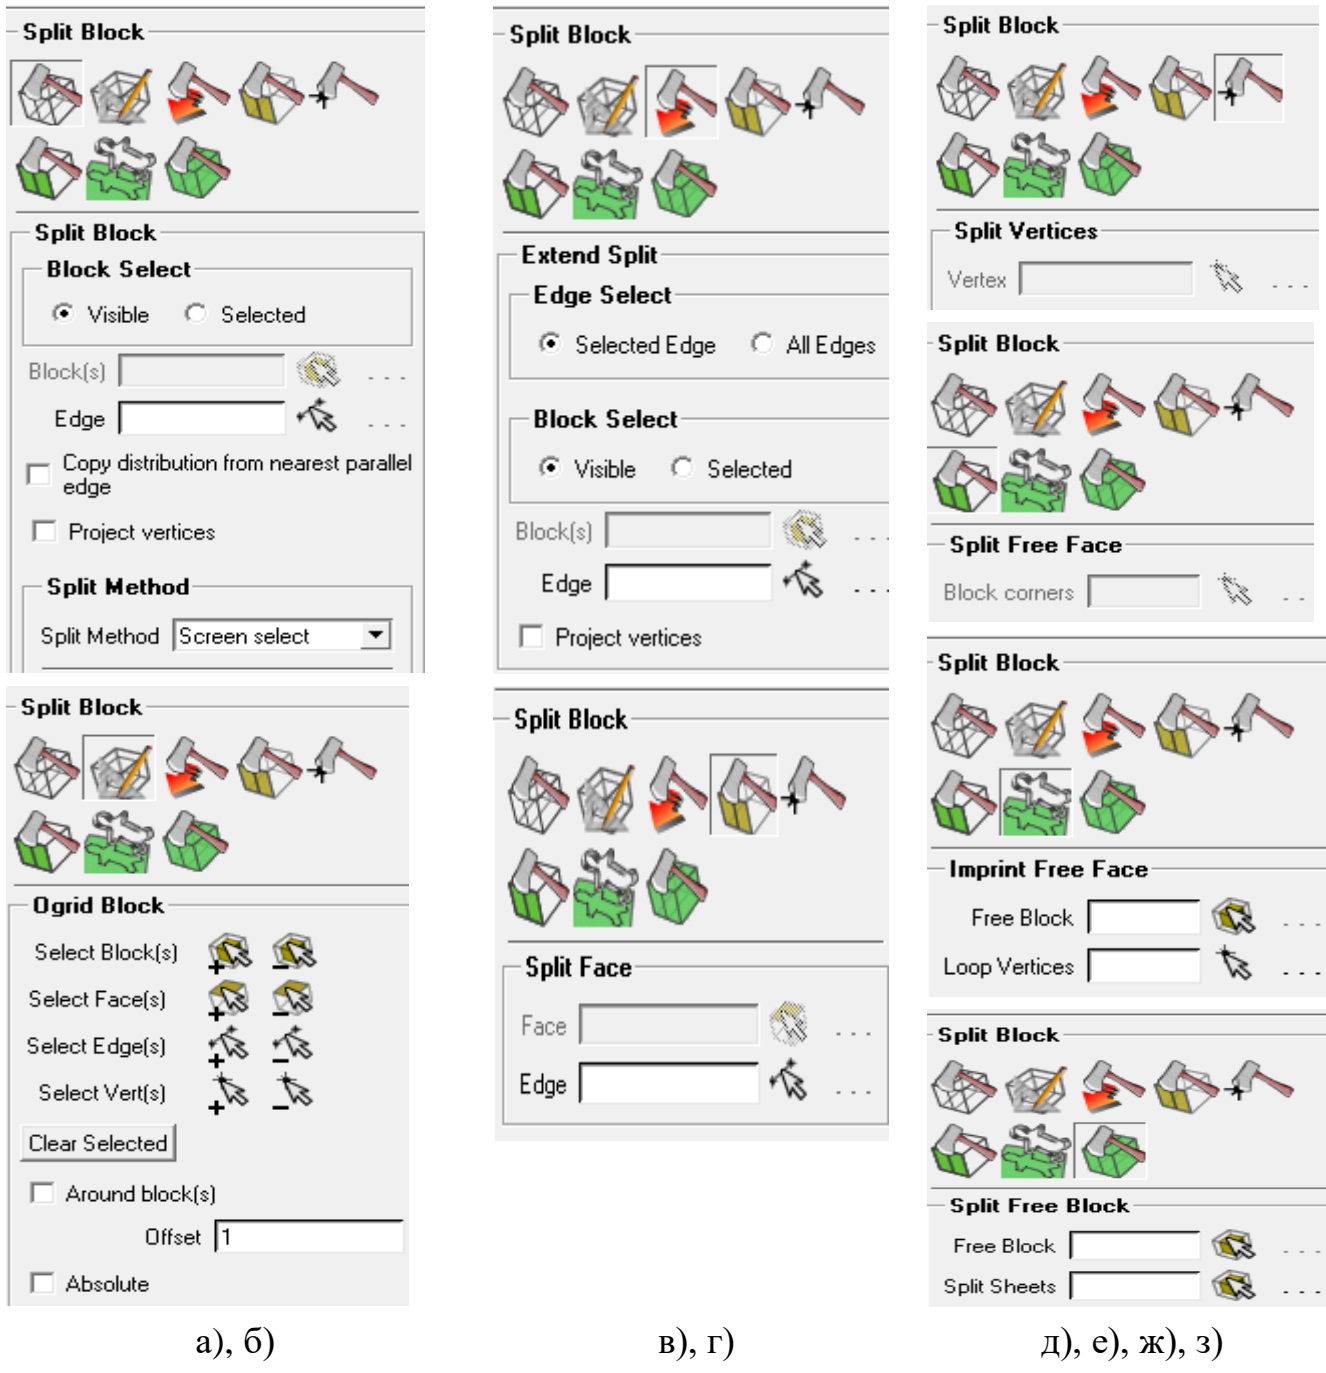 Split Block
Split Block
Block Select
Visible Selected
Block(s) ...
Edge ...
Copy distribution from nearest parallel
edge
Project vertices
Split Method
Split Method Screen select
Split Block
Ogrid Block
Select Block(s)
Select Face(s)
Select Edge(s)
Select Vert(s)
Clear Selected
Around block(s)
Offset 1
Absolute
а), б)
Split Block
Extend Split
Edge Select
Selected Edge All Edges
Block Select
Visible Selected
Block(s) ...
Edge ...
Project vertices
Split Block
Split Face
Face ...
Edge ...
в), г)
Split Block
Split Vertices
Vertex ...
Split Block
Split Free Face
Block corners ..
Split Block
Imprint Free Face
Free Block ...
Loop Vertices ...
Split Block
Split Free Block
Free Block ...
Split Sheets ...
д), е), ж), з)